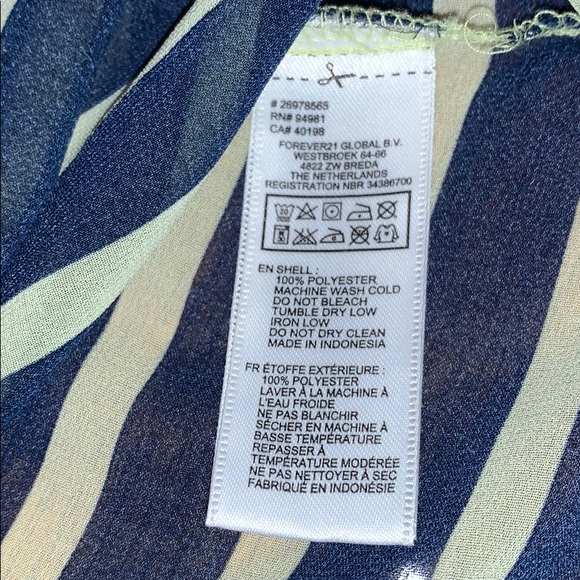 # 26978565
RN# 94981
CA# 40198
FOREVER21 GLOBAL B.V.
WESTBROEK 64-66
4822 ZW BREDA
THE NETHERLANDS
REGISTRATION NBR 34386700
EN SHELL :
100% POLYESTER
MACHINE WASH COLD
DO NOT BLEACH
TUMBLE DRY LOW
IRON LOW
DO NOT DRY CLEAN
MADE IN INDONESIA
FR ÉTOFFE EXTÉRIEURE :
100% POLYESTER
LAVER À LA MACHINE À
L'EAU FROIDE
NE PAS BLANCHIR
SÉCHER EN MACHINE À
BASSE TEMPÉRATURE
REPASSER À
TEMPÉRATURE MODÉRÉE
NE PAS NETTOYER À SEC
FABRIQUÉ EN INDONÉSIE